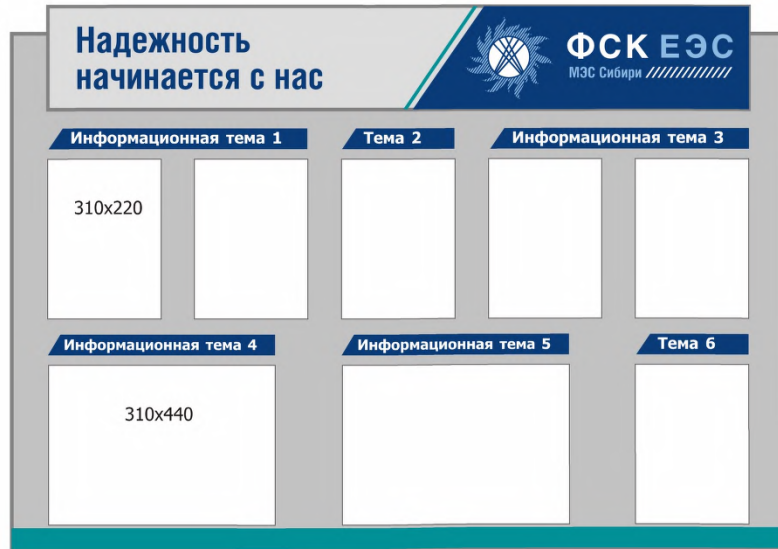 Надежность
начинается с нас
ФСК ЕЭС
МЭС Сибири /////////////
Информационная тема 1
Тема 2
Информационная тема 3
310x220
Информационная тема 4
Информационная тема 5
Тема 6
310x440